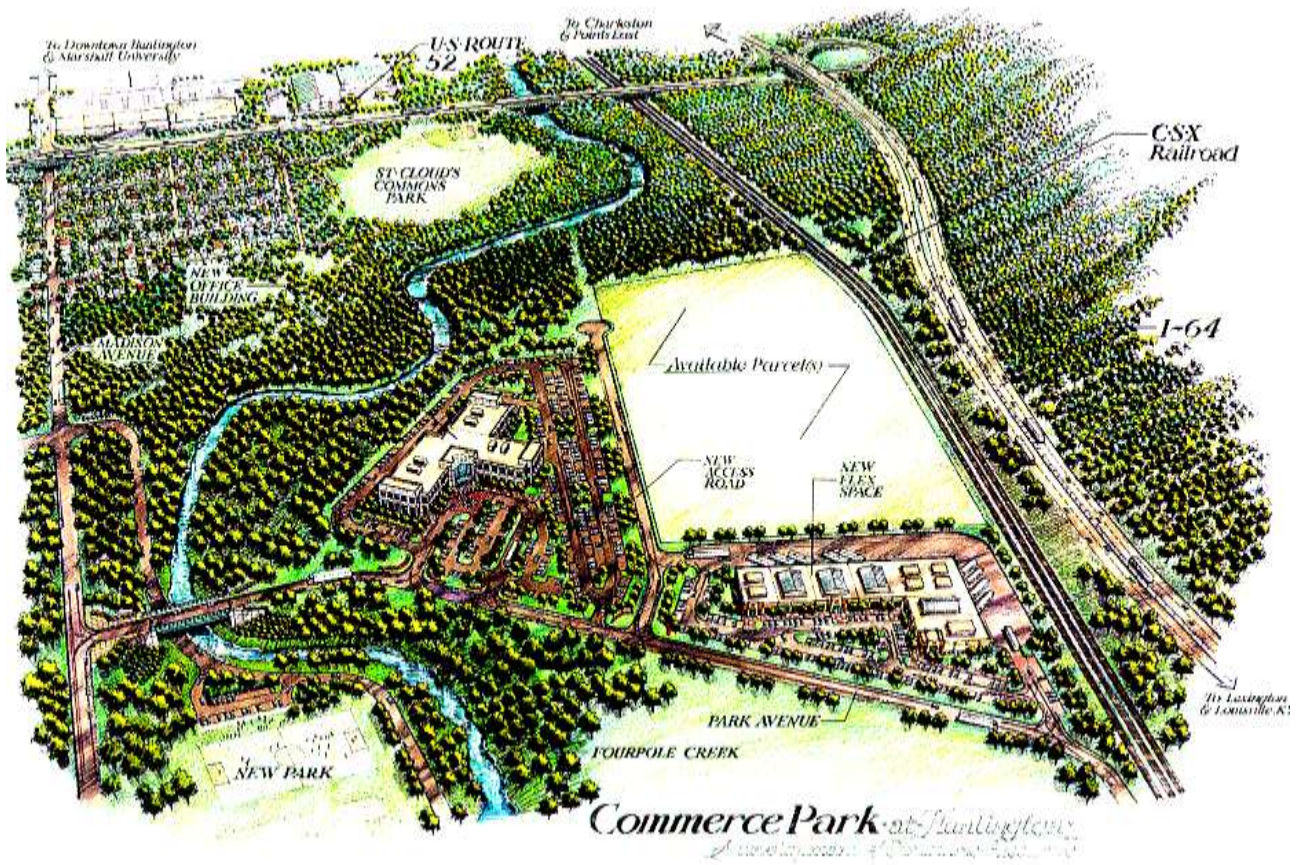 To Downtown Huntington
& Marshall University
U·S·ROUTE
52
To Charleston
& Points East
C·S·X
Railroad
ST·CLOUD'S
COMMONS
PARK
NEW
OFFICE
BUILDING
MADISON
AVENUE
I-64
Available Parcel(s)
NEW
ACCESS
ROAD
NEW
FLEX
SPACE
To Lexington
& Louisville, KY
PARK AVENUE
FOURPOLE CREEK
NEW PARK
Commerce Park·at·Huntington